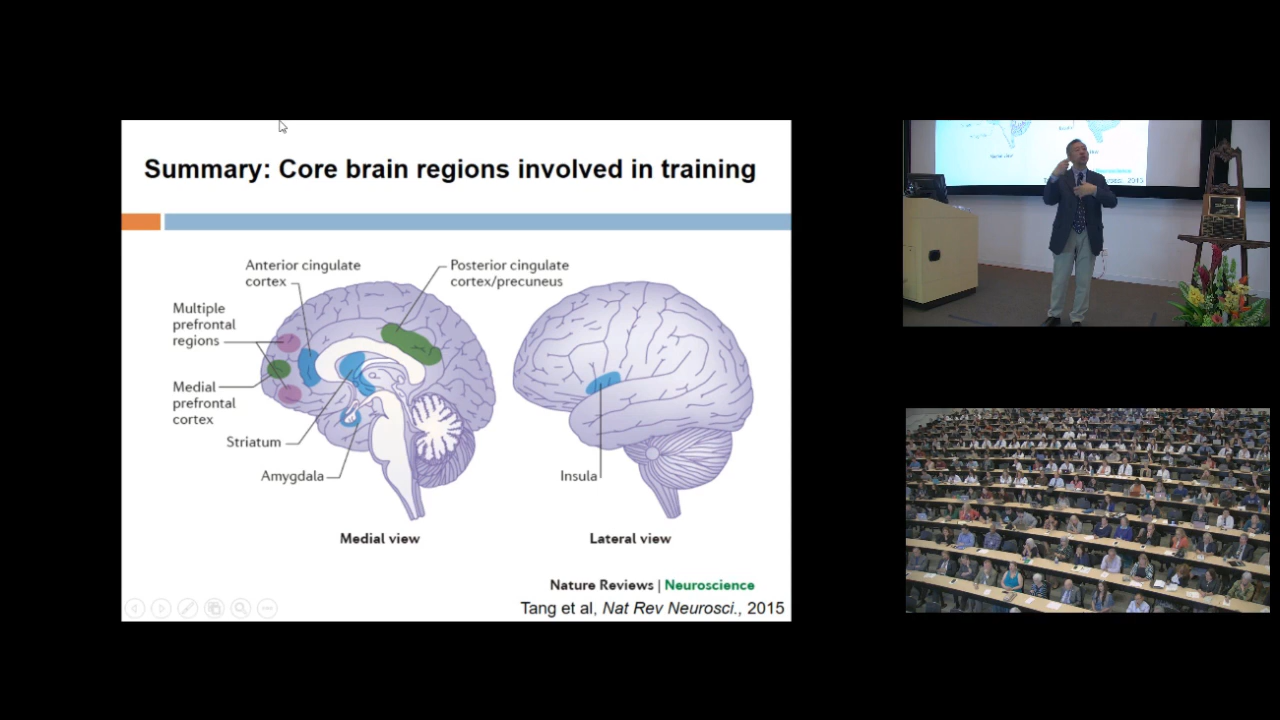 Summary: Core brain regions involved in training
Anterior cingulate
cortex
Posterior cingulate
cortex/precuneus
Multiple
prefrontal
regions
Medial
prefrontal
cortex
Striatum
Amygdala
Insula
Medial view
Lateral view
Nature Reviews | Neuroscience
Tang et al, Nat Rev Neurosci., 2015